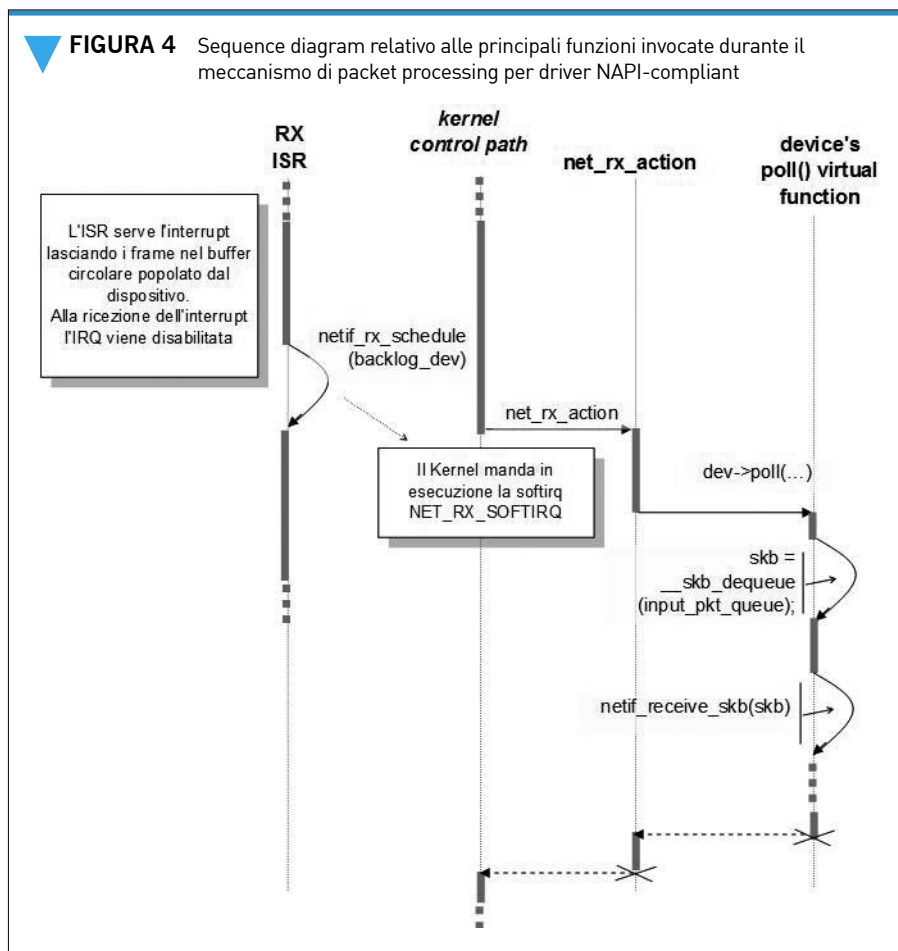 FIGURA 4 Sequence diagram relativo alle principali funzioni invocate durante il
meccanismo di packet processing per driver NAPI-compliant
RX
ISR
kernel
control path
net_rx_action
device's
poll() virtual
function
L'ISR serve l'interrupt
lasciando i frame nel buffer
circolare popolato dal
dispositivo.
Alla ricezione dell'interrupt
l'IRQ viene disabilitata
netif_rx_schedule
(backlog_dev)
net_rx_action
Il Kernel manda in
esecuzione la softirq
NET_RX_SOFTIRQ
dev->poll(...)
skb =
__skb_dequeue
(input_pkt_queue);
netif_receive_skb(skb)